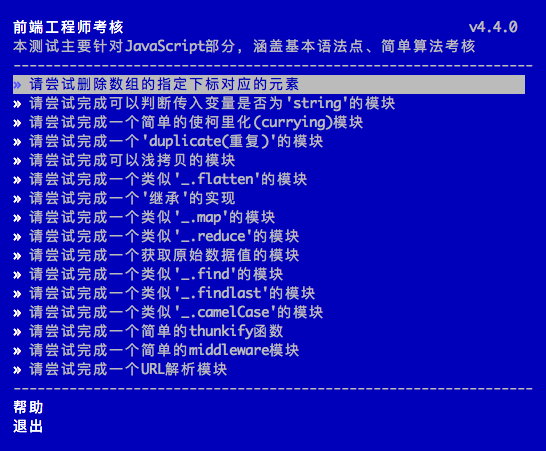 前端工程师考核 v4.4.0
本测试主要针对JavaScript部分，涵盖基本语法点、简单算法考核
-----------------------------------------------------------------
» 请尝试删除数组的指定下标对应的元素
» 请尝试完成可以判断传入变量是否为'string'的模块
» 请尝试完成一个简单的使柯里化(currying)模块
» 请尝试完成一个'duplicate(重复)'的模块
» 请尝试完成可以浅拷贝的模块
» 请尝试完成一个类似'_.flatten'的模块
» 请尝试完成一个'继承'的实现
» 请尝试完成一个类似'_.map'的模块
» 请尝试完成一个类似'_.reduce'的模块
» 请尝试完成一个获取原始数据值的模块
» 请尝试完成一个类似'_.find'的模块
» 请尝试完成一个类似'_.findlast'的模块
» 请尝试完成一个类似'_.camelCase'的模块
» 请尝试完成一个简单的thunkify函数
» 请尝试完成一个简单的middleware模块
» 请尝试完成一个URL解析模块
-----------------------------------------------------------------
帮助
退出